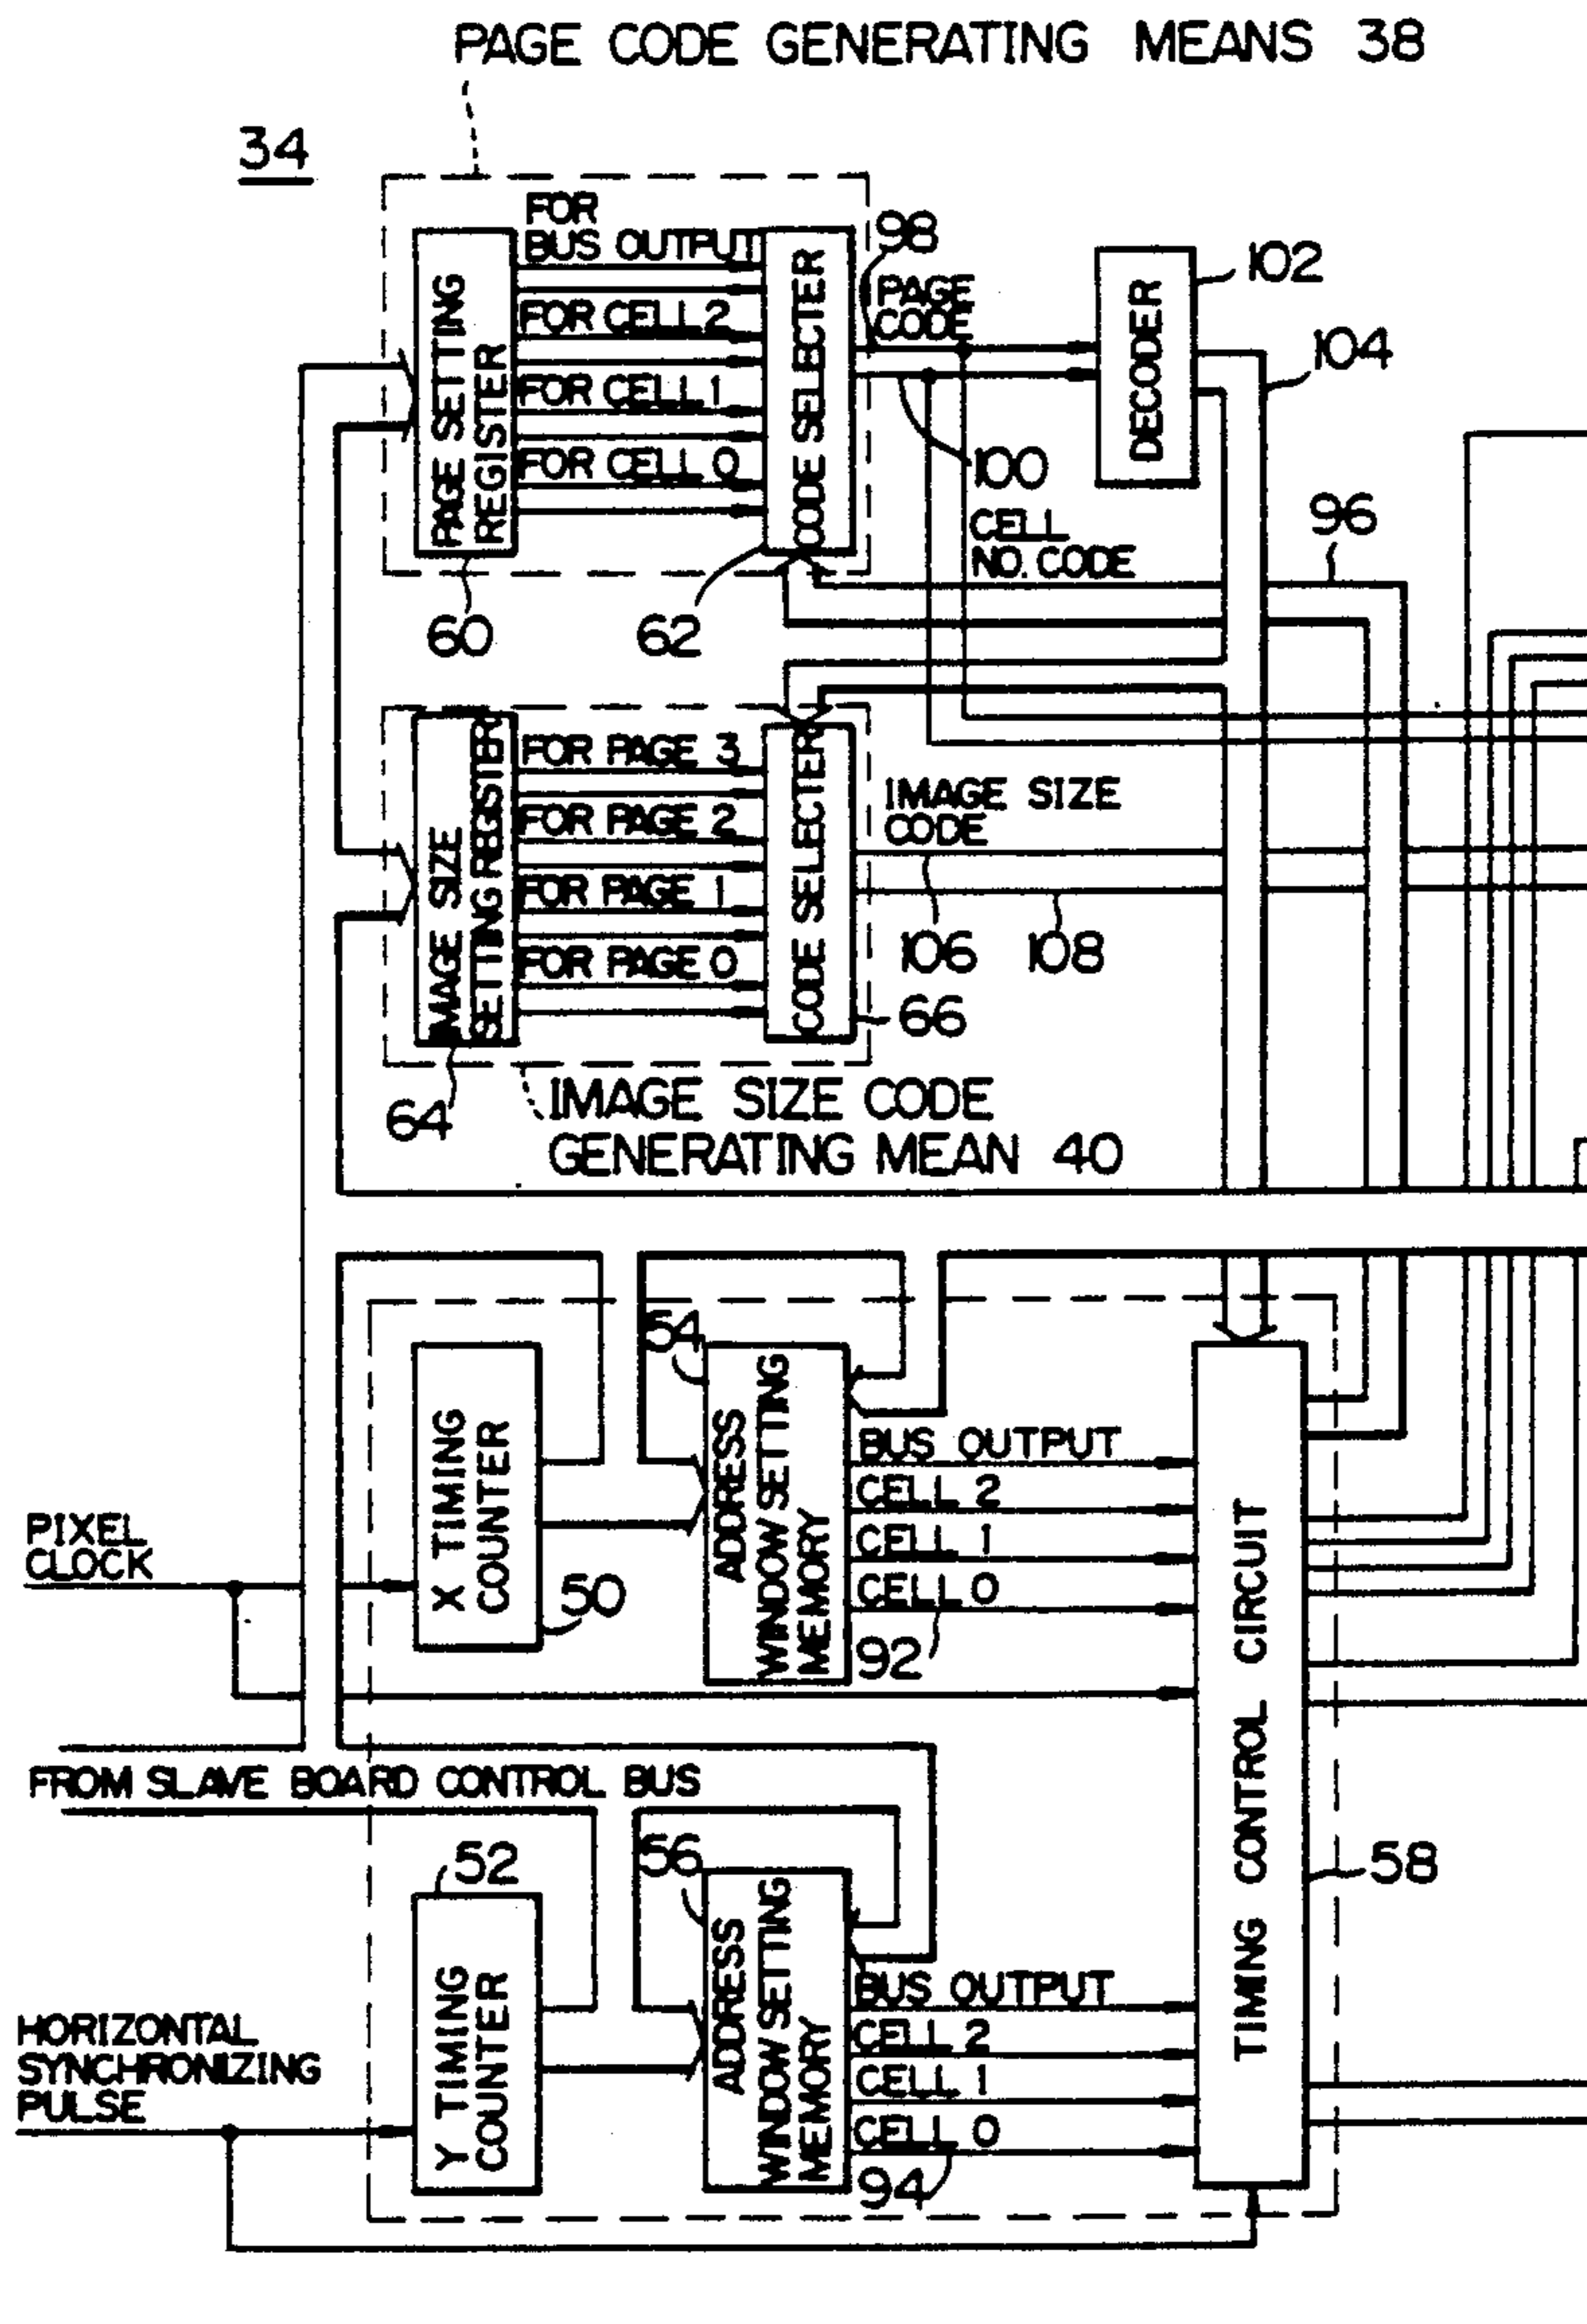 PAGE CODE GENERATING MEANS 38
34
FOR
BUS OUTPUT
FOR CELL 2
FOR CELL 1
FOR CELL 0
PAGE SETTING
REGISTER
CODE SELECTER
98
PAGE
CODE
DECODER
102
104
100
CELL
NO. CODE
96
60
62
IMAGE SIZE
SETTING REGISTER
FOR PAGE 3
FOR PAGE 2
FOR PAGE 1
FOR PAGE 0
CODE SELECTER
IMAGE SIZE
CODE
106
108
66
64
IMAGE SIZE CODE
GENERATING MEAN 40
54
X TIMING
COUNTER
50
ADDRESS
WINDOW SETTING
MEMORY
BUS OUTPUT
CELL 2
CELL 1
CELL 0
92
PIXEL
CLOCK
TIMING CONTROL CIRCUIT
58
FROM SLAVE BOARD CONTROL BUS
52
56
Y TIMING
COUNTER
ADDRESS
WINDOW SETTING
MEMORY
BUS OUTPUT
CELL 2
CELL 1
CELL 0
94
HORIZONTAL
SYNCHRONIZING
PULSE